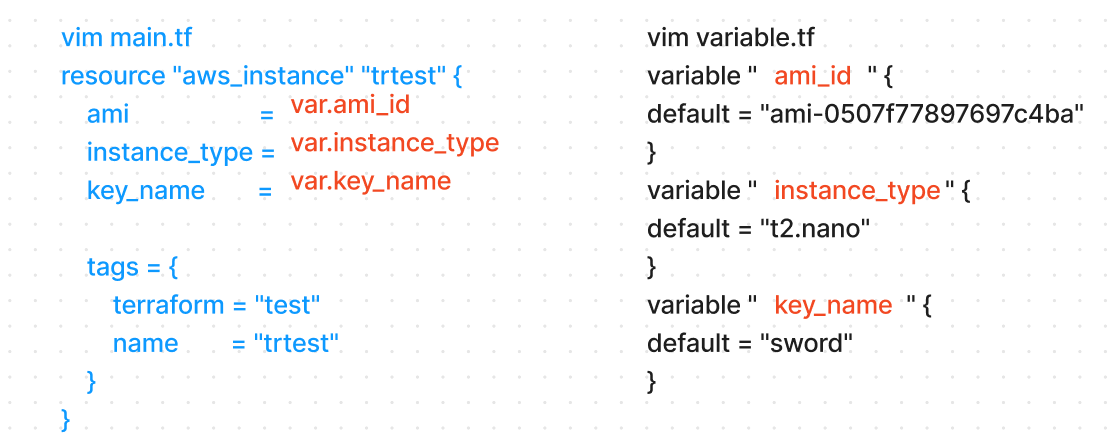 vim main.tf
resource "aws_instance" "trtest" {
ami = var.ami_id
instance_type = var.instance_type
key_name = var.key_name
tags = {
terraform = "test"
name = "trtest"
}
}
vim variable.tf
variable " ami_id " {
default = "ami-0507f77897697c4ba"
}
variable " instance_type" {
default = "t2.nano"
}
variable " key_name " {
default = "sword"
}